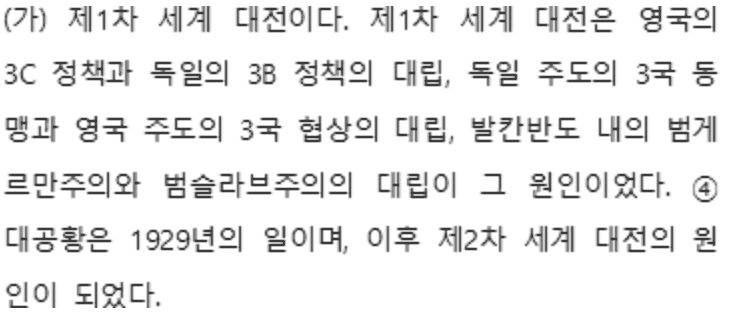 (가) 제1차 세계 대전이다. 제1차 세계 대전은 영국의
3C 정책과 독일의 3B 정책의 대립, 독일 주도의 3국 동
맹과 영국 주도의 3국 협상의 대립, 발칸반도 내의 범게
르만주의와 범슬라브주의의 대립이 그 원인이었다. ④
대공황은 1929년의 일이며, 이후 제2차 세계 대전의 원
인이 되었다.